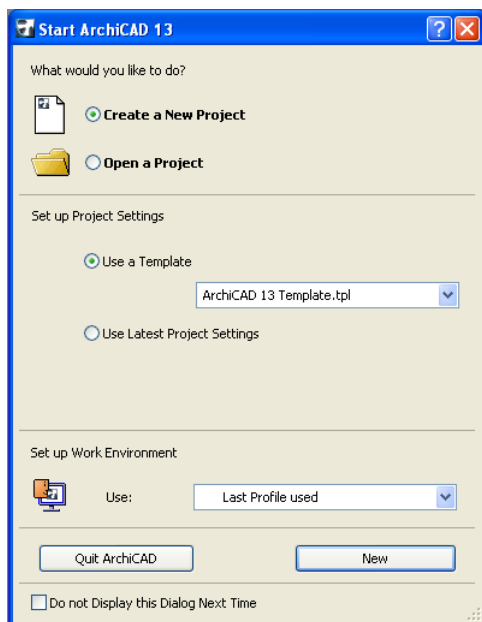 Start ArchiCAD 13
What would you like to do?
Create a New Project
Open a Project
Set up Project Settings
Use a Template
ArchiCAD 13 Template.tpl
Use Latest Project Settings
Set up Work Environment
Use: Last Profile used
Quit ArchiCAD New
Do not Display this Dialog Next Time